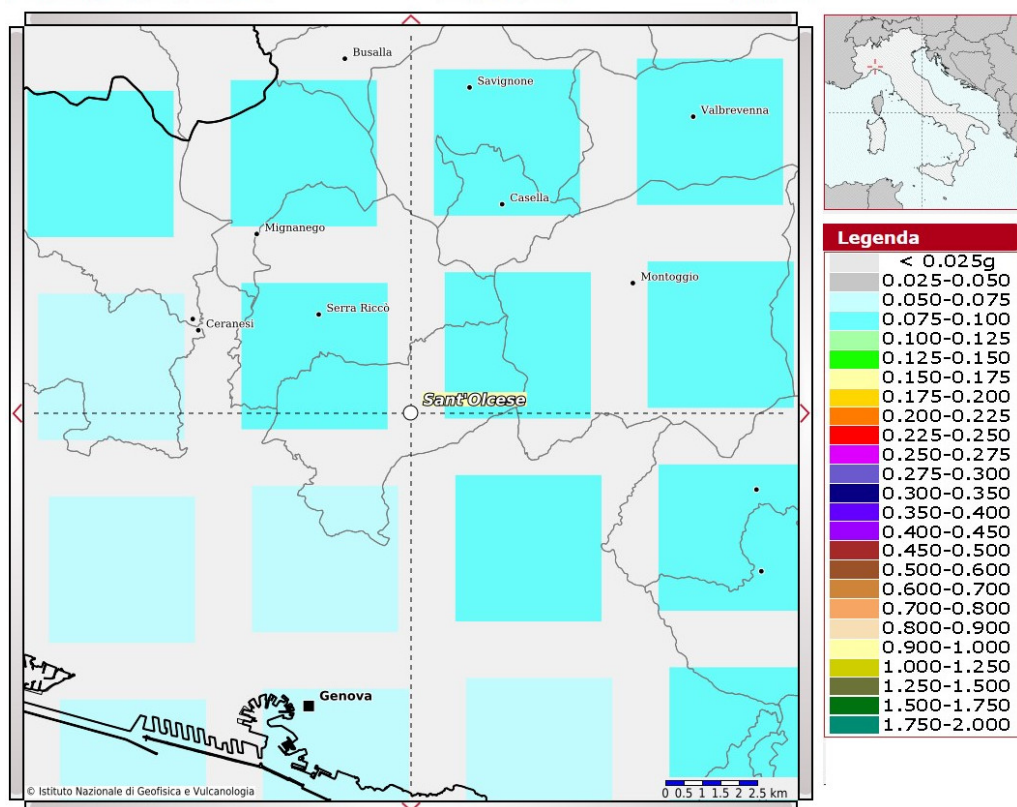 Busalla
Savignone
Valbrevenna
Casella
Mignanego
Montoggio
Serra Riccò
Ceranesi
Sant'Olcese
Genova
© Istituto Nazionale di Geofisica e Vulcanologia
0 0.5 1 1.5 2 2.5 km
Legenda
< 0.025g
0.025-0.050
0.050-0.075
0.075-0.100
0.100-0.125
0.125-0.150
0.150-0.175
0.175-0.200
0.200-0.225
0.225-0.250
0.250-0.275
0.275-0.300
0.300-0.350
0.350-0.400
0.400-0.450
0.450-0.500
0.500-0.600
0.600-0.700
0.700-0.800
0.800-0.900
0.900-1.000
1.000-1.250
1.250-1.500
1.500-1.750
1.750-2.000